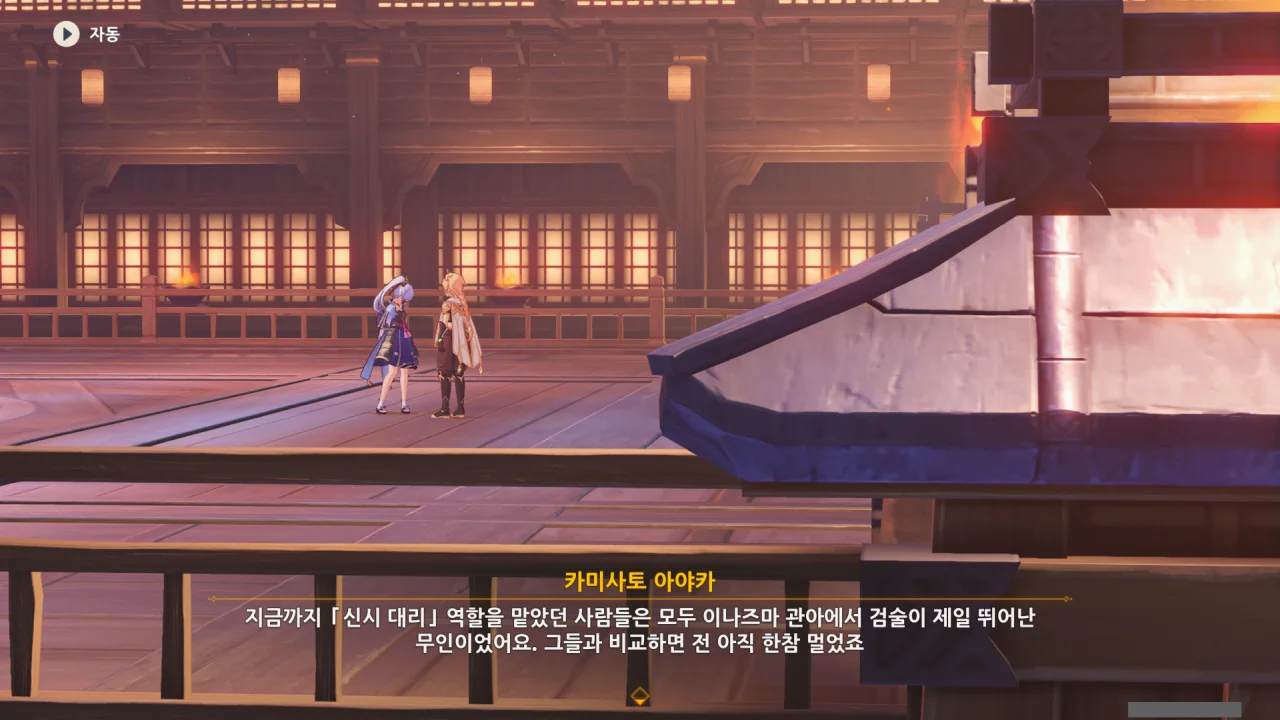 자동
카미사토 아야카
지금까지 「신시 대리」 역할을 맡았던 사람들은 모두 이나즈마 관아에서 검술이 제일 뛰어난
무인이었어요. 그들과 비교하면 전 아직 한참 멀었죠